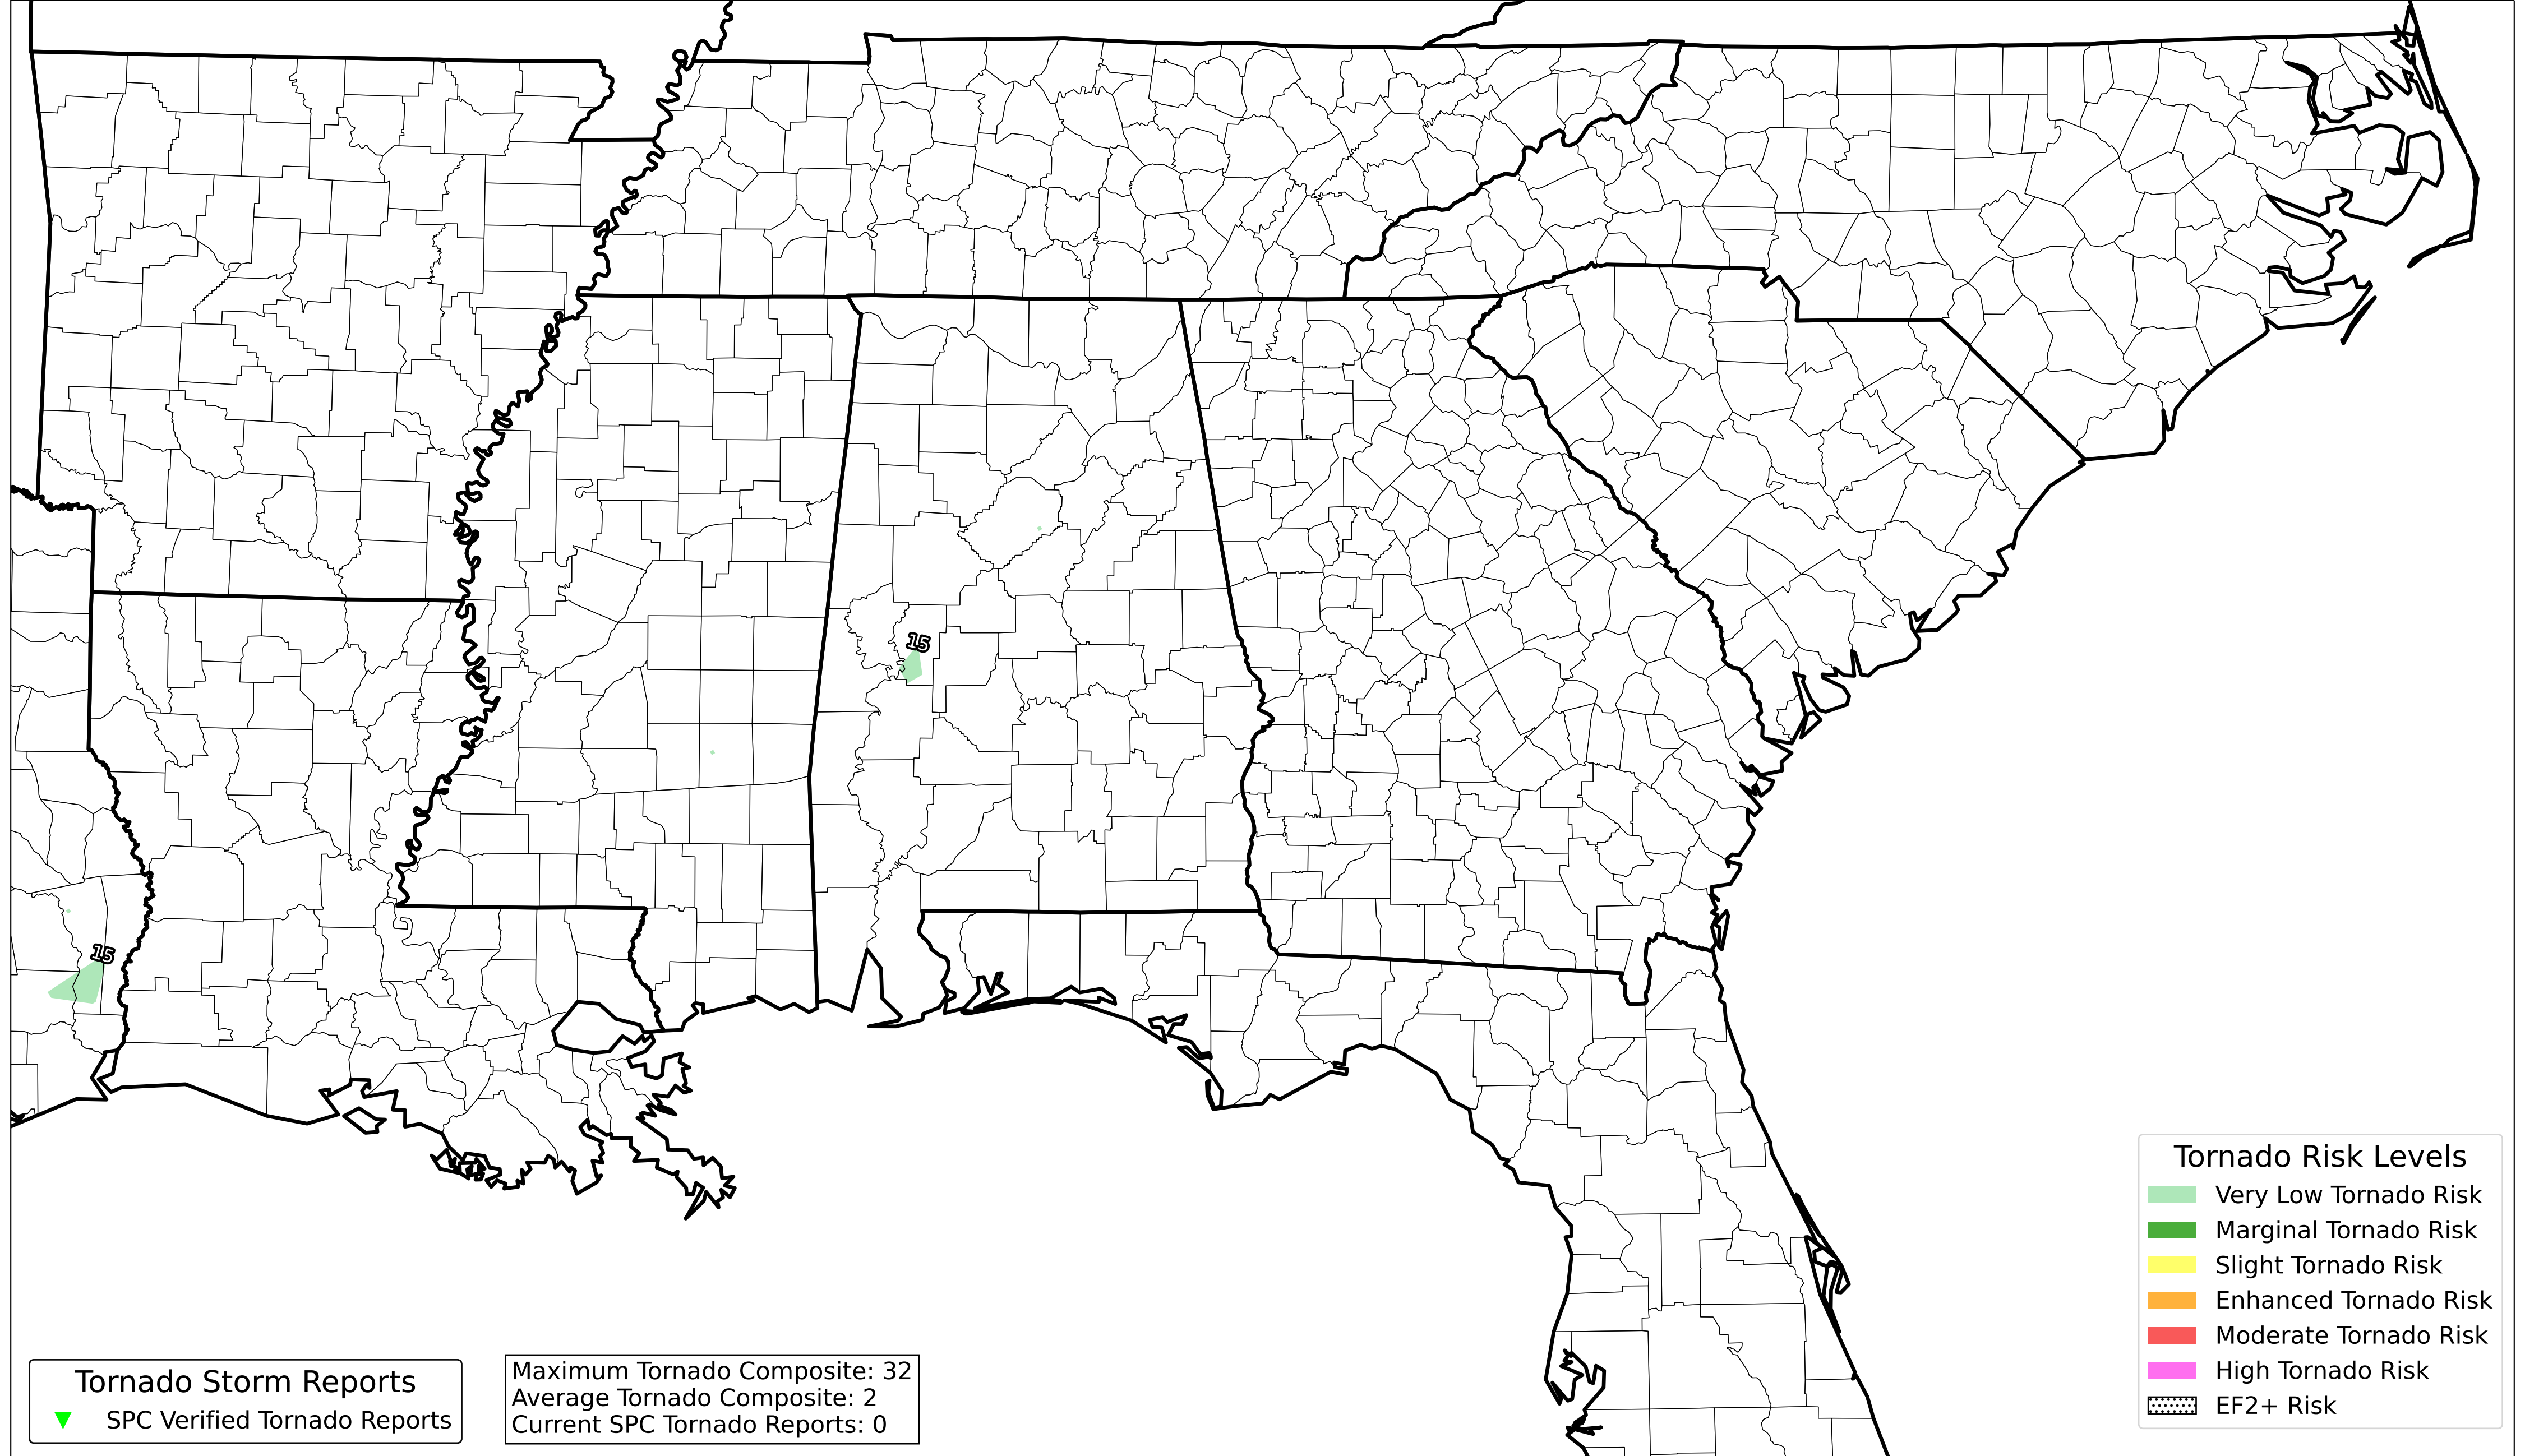 15
15
Tornado Risk Levels
Very Low Tornado Risk
Marginal Tornado Risk
Slight Tornado Risk
Enhanced Tornado Risk
Moderate Tornado Risk
High Tornado Risk
EF2+ Risk
Tornado Storm Reports
SPC Verified Tornado Reports
Maximum Tornado Composite: 32
Average Tornado Composite: 2
Current SPC Tornado Reports: 0